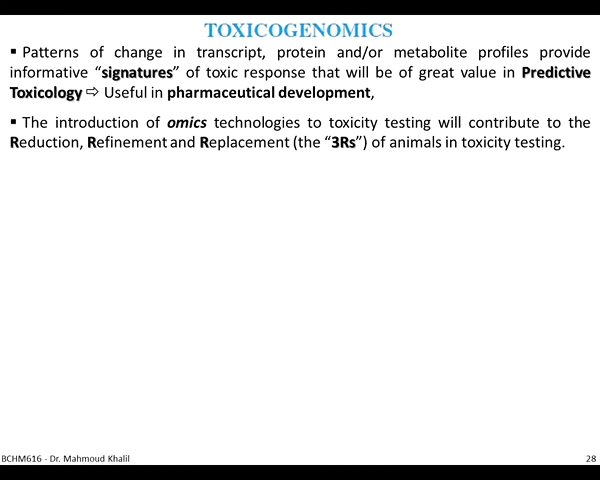 TOXICOGENOMICS
▪ Patterns of change in transcript, protein and/or metabolite profiles provide
informative “signatures” of toxic response that will be of great value in Predictive
Toxicology ⇨ Useful in pharmaceutical development,
▪ The introduction of omics technologies to toxicity testing will contribute to the
Reduction, Refinement and Replacement (the “3Rs”) of animals in toxicity testing.
BCHM616 - Dr. Mahmoud Khalil
28